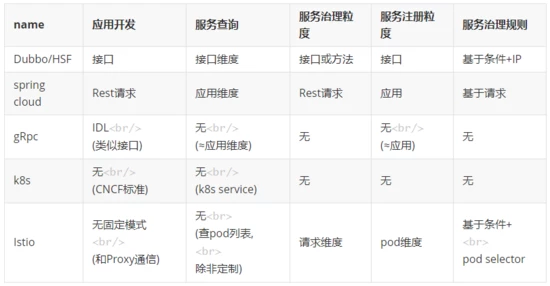 name 应用开发 服务查询 服务治理粒度 服务注册粒度 服务治理规则
Dubbo/HSF 接口 接口维度 接口或方法 接口 基于条件+IP
spring cloud Rest请求 应用维度 Rest请求 应用 基于请求
gRpc IDL<br/> (类似接口) 无<br/> (≈应用维度) 无 无<br/> (≈应用) 无
k8s 无<br/> (CNCF标准) 无<br/> (k8s service) 无 无 无
Istio 无固定模式 <br/> (和Proxy通信) 无<br> (查pod列表, <br> 除非定制) 请求维度 pod维度 基于条件+ <br> pod selector